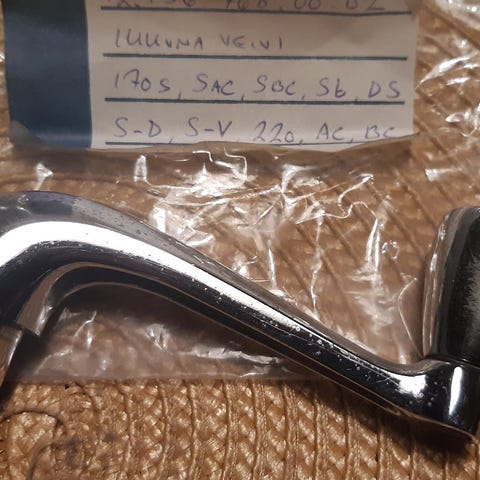 IKKUNA VEIVI
170S, SAC, SBC, Sb, DS
S-D, S-V, 220, AC, BC